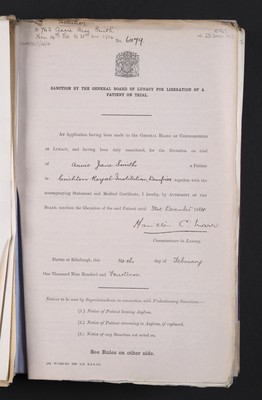 No 6079
SANCTION BY THE GENERAL BOARD OF LUNACY FOR LIBERATION OF A
PATIENT ON TRIAL.
AN Application having been made to the GENERAL BOARD OF COMMISSIONERS
IN LUNACY, and having been duly considered, for the liberation on trial
of Annie Jane Smith a Patient
in Crichton Royal Institution, Dumfries together with the
accompanying Statement and Medical Certificate, I hereby, by AUTHORITY OF THE
BOARD, sanction the liberation of the said Patient until 31st December 1914
Commissioner in Lunacy.
DATED at Edinburgh, this day of February
One Thousand Nine Hundred and Fourteen
Notices to be sent by Superintendents in connection with Probationary Sanctions:—
(1.) Notice of Patient leaving Asylum.
(2.) Notice of Patient returning to Asylum, if replaced.
(3.) Notice of any Sanctions not acted on.
See Rules on other side.